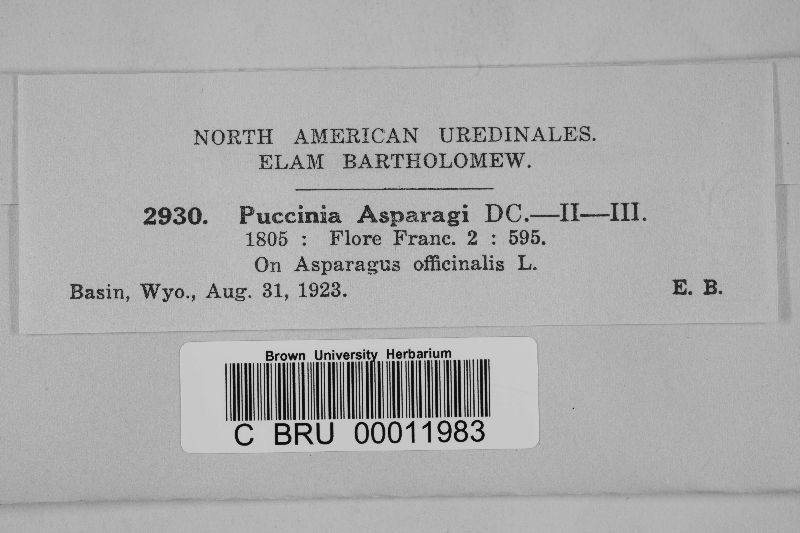 NORTH AMERICAN UREDINALES.
ELAM BARTHOLOMEW.
2930. Puccinia Asparagi DC.—II—III.
1805 : Flore Franc. 2 : 595.
On Asparagus officinalis L.
Basin, Wyo., Aug. 31, 1923. E. B.
Brown University Herbarium
C BRU 00011983